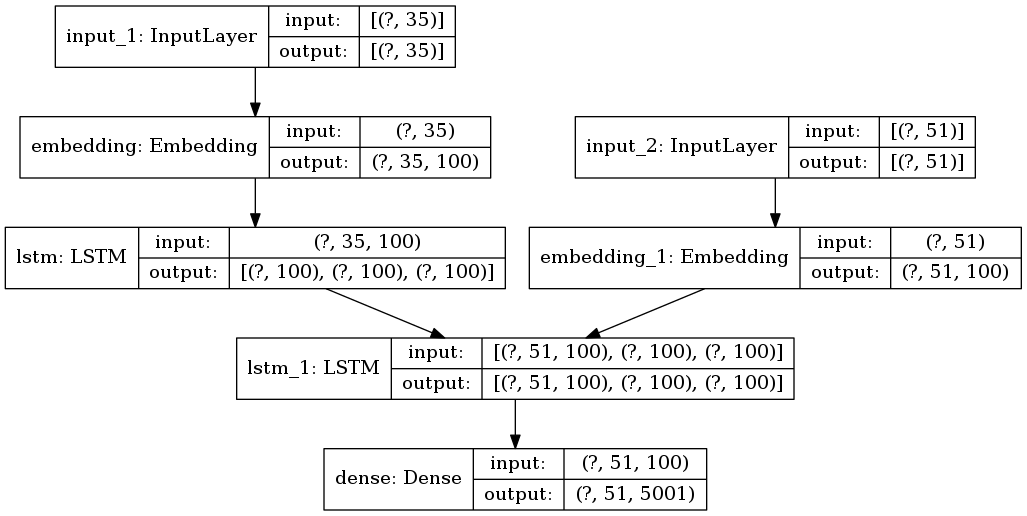 input_1: InputLayer
input: [(?, 35)]
output: [(?, 35)]
embedding: Embedding
input: (?, 35)
output: (?, 35, 100)
input_2: InputLayer
input: [(?, 51)]
output: [(?, 51)]
lstm: LSTM
input: (?, 35, 100)
output: [(?, 100), (?, 100), (?, 100)]
embedding_1: Embedding
input: (?, 51)
output: (?, 51, 100)
lstm_1: LSTM
input: [(?, 51, 100), (?, 100), (?, 100)]
output: [(?, 51, 100), (?, 100), (?, 100)]
dense: Dense
input: (?, 51, 100)
output: (?, 51, 5001)